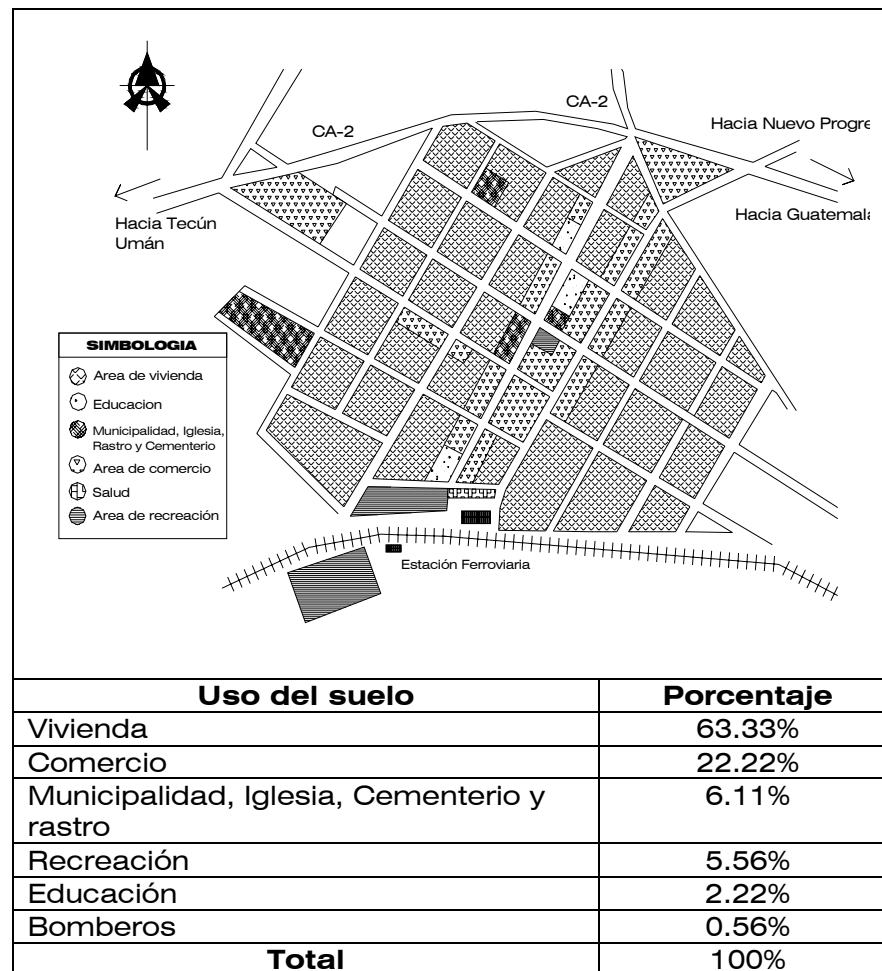 CA-2
CA-2
Hacia Nuevo Progre
Hacia Tecún
Umán
Hacia Guatemala
SIMBOLOGIA
Area de vivienda
Educacion
Municipalidad, Iglesia,
Rastro y Cementerio
Area de comercio
Salud
Area de recreación
Estación Ferroviaria
Uso del suelo Porcentaje
Vivienda 63.33%
Comercio 22.22%
Municipalidad, Iglesia, Cementerio y 6.11%
rastro
Recreación 5.56%
Educación 2.22%
Bomberos 0.56%
Total 100%